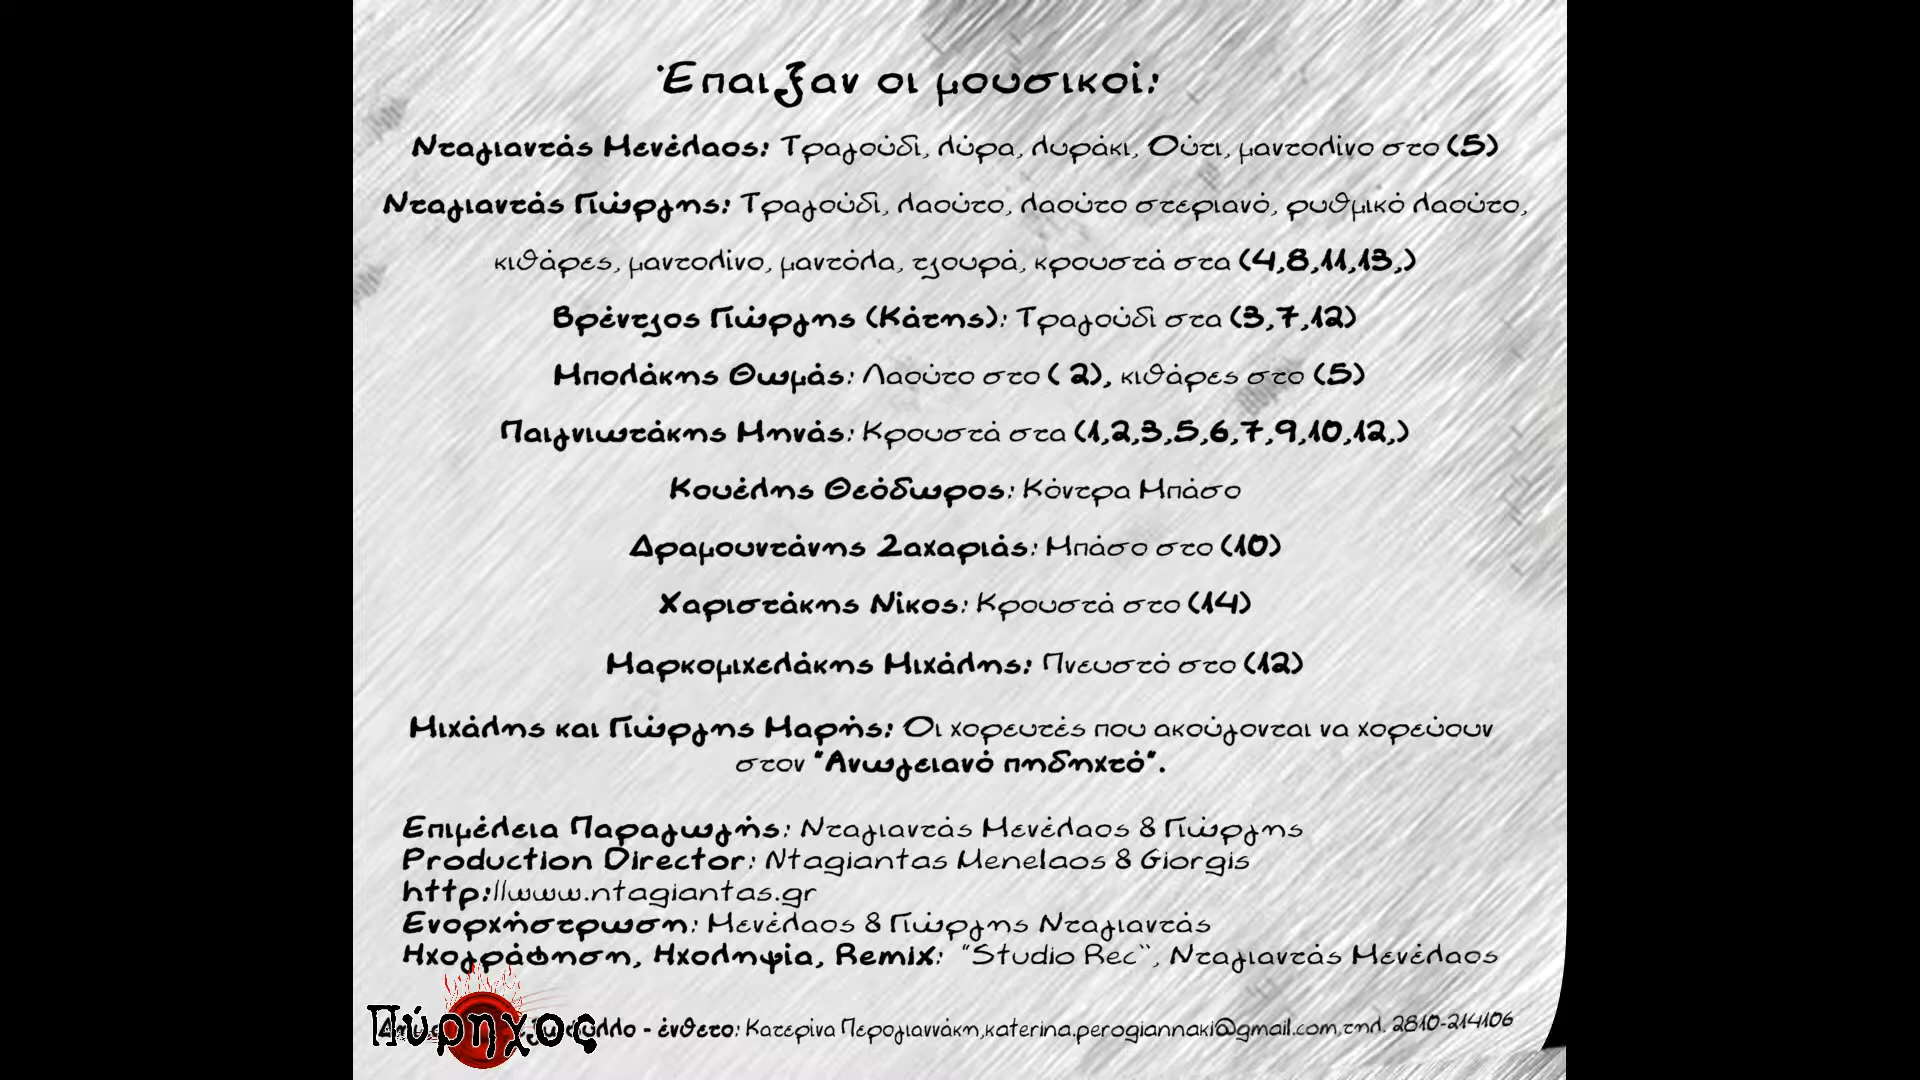 Έπαιξαν οι μουσικοί:
Νταγιαντάς Μενέλαος: Τραγούδι, λύρα, λυράκι, Ούτι, μαντολίνο στο (5)
Νταγιαντάς Γιώργης: Τραγούδι, λαούτο, λαούτο στεριανό, ρυθμικό λαούτο,
κιθάρες, μαντολίνο, μαντόλα, τζουρά, κρουστά στα (4,8,11,13,)
Βρέντζος Γιώργης (Κάτης): Τραγούδι στα (3,7,12)
Μπολάκης Θωμάς: Λαούτο στο ( 2), κιθάρες στο (5)
Παιγνιωτάκης Μηνάς: Κρουστά στα (1,2,3,5,6,7,9,10,12,)
Κουέλης Θεόδωρος: Κόντρα Μπάσο
Δραμουντάνης Ζαχαριάς: Μπάσο στο (10)
Χαριστάκης Νίκος: Κρουστά στο (14)
Μαρκομιχελάκης Μιχάλης: Πνευστό στο (12)
Μιχάλης και Γιώργης Μαρής: Οι χορευτές που ακούγονται να χορεύουν
στον "Ανωγειανό πηδηχτό".
Επιμέλεια Παραγωγής: Νταγιαντάς Μενέλαος & Γιώργης
Production Director: Ntagiantas Menelaos & Giorgis
http://www.ntagiantas.gr
Ενορχήστρωση: Μενέλαος & Γιώργης Νταγιαντάς
Ηχογράφηση, Ηχοληψία, Remix: "Studio Rec", Νταγιαντάς Μενέλαος
- ένθετο: Κατερίνα Περογιαννάκη,katerina.perogiannaki@gmail.com,τηλ. 2810-214106
Πύρηχος